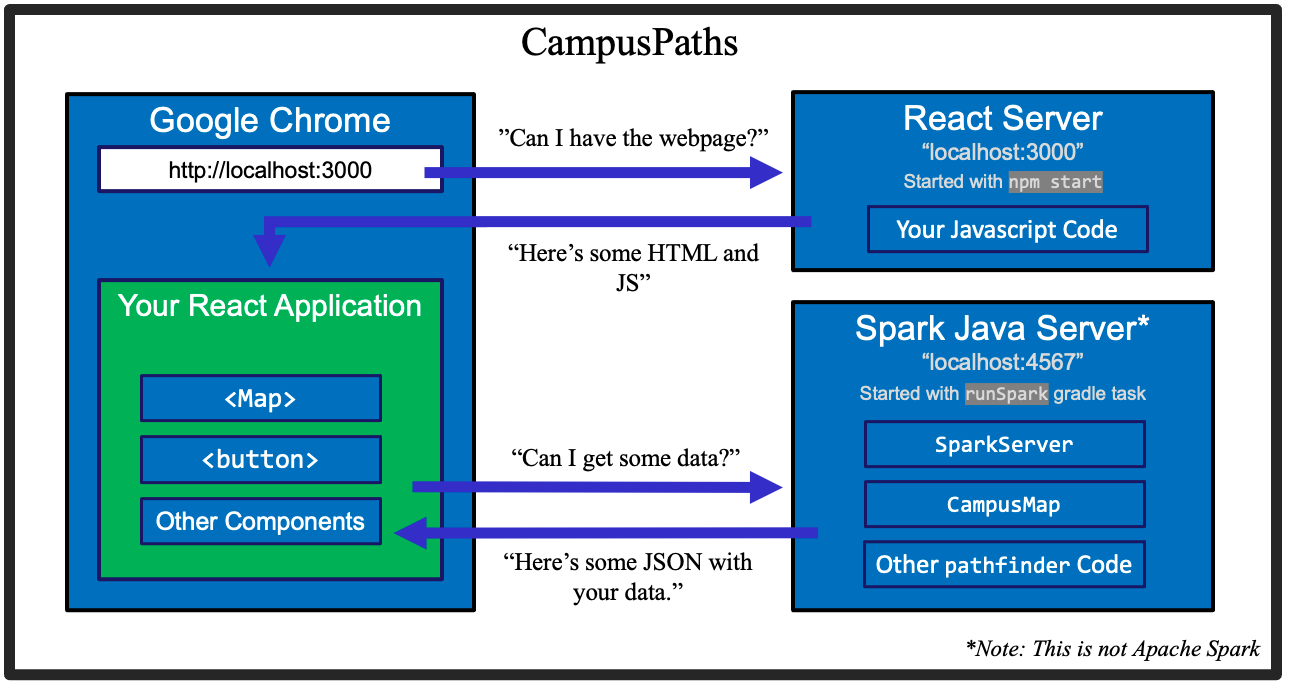 CampusPaths
Google Chrome
http://localhost:3000
Your React Application
<Map>
<button>
Other Components
”Can I have the webpage?”
“Here’s some HTML and
JS”
“Can I get some data?”
“Here’s some JSON with
your data.”
React Server
“localhost:3000”
Started with npm start
Your Javascript Code
Spark Java Server*
“localhost:4567”
Started with runSpark gradle task
SparkServer
CampusMap
Other pathfinder Code
*Note: This is not Apache Spark